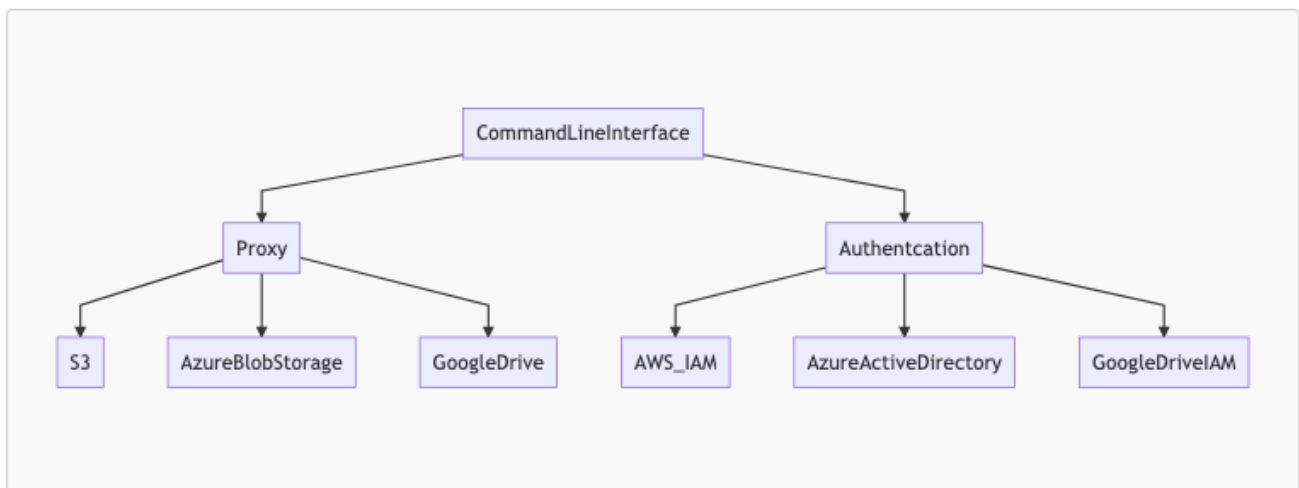 CommandLineInterface
Proxy
Authentcation
S3
AzureBlobStorage
GoogleDrive
AWS_IAM
AzureActiveDirectory
GoogleDriveIAM